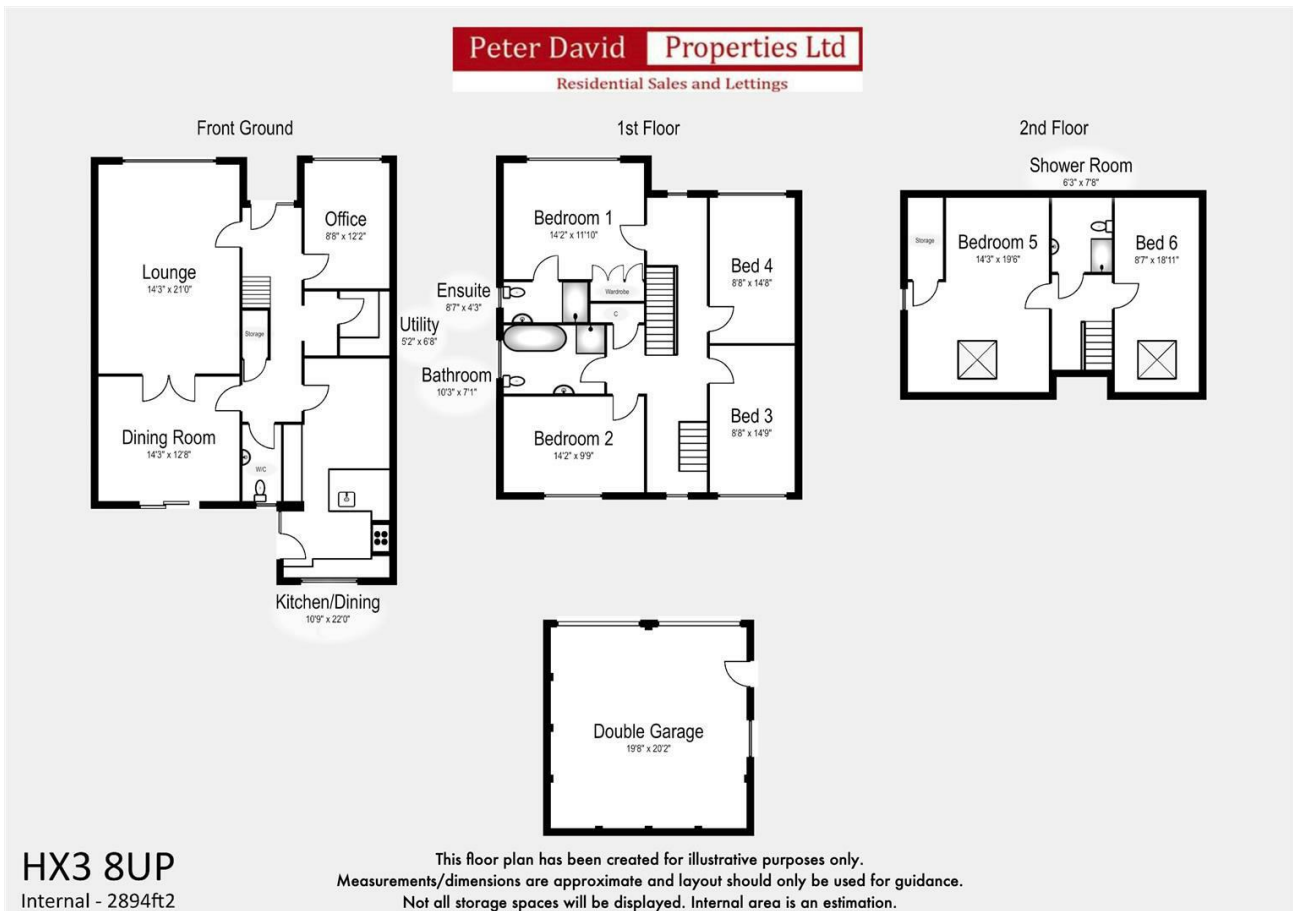 Peter David Properties Ltd
Residential Sales and Lettings
Front Ground
1st Floor
2nd Floor
Shower Room
6'3" x 7'8"
Lounge
14'3" x 21'0"
Office
8'8" x 12'2"
Storage
Utility
5'2" x 6'8"
Dining Room
14'3" x 12'8"
W/C
Kitchen/Dining
10'9" x 22'0"
Bedroom 1
14'2" x 11'10"
Ensuite
8'7" x 4'3"
Wardrobe
C
Bathroom
10'3" x 7'1"
Bedroom 2
14'2" x 9'9"
Bed 4
8'8" x 14'8"
Bed 3
8'8" x 14'9"
Storage
Bedroom 5
14'3" x 19'6"
Bed 6
8'7" x 18'11"
Double Garage
19'8" x 20'2"
HX3 8UP
Internal - 2894ft2
This floor plan has been created for illustrative purposes only.
Measurements/dimensions are approximate and layout should only be used for guidance.
Not all storage spaces will be displayed. Internal area is an estimation.